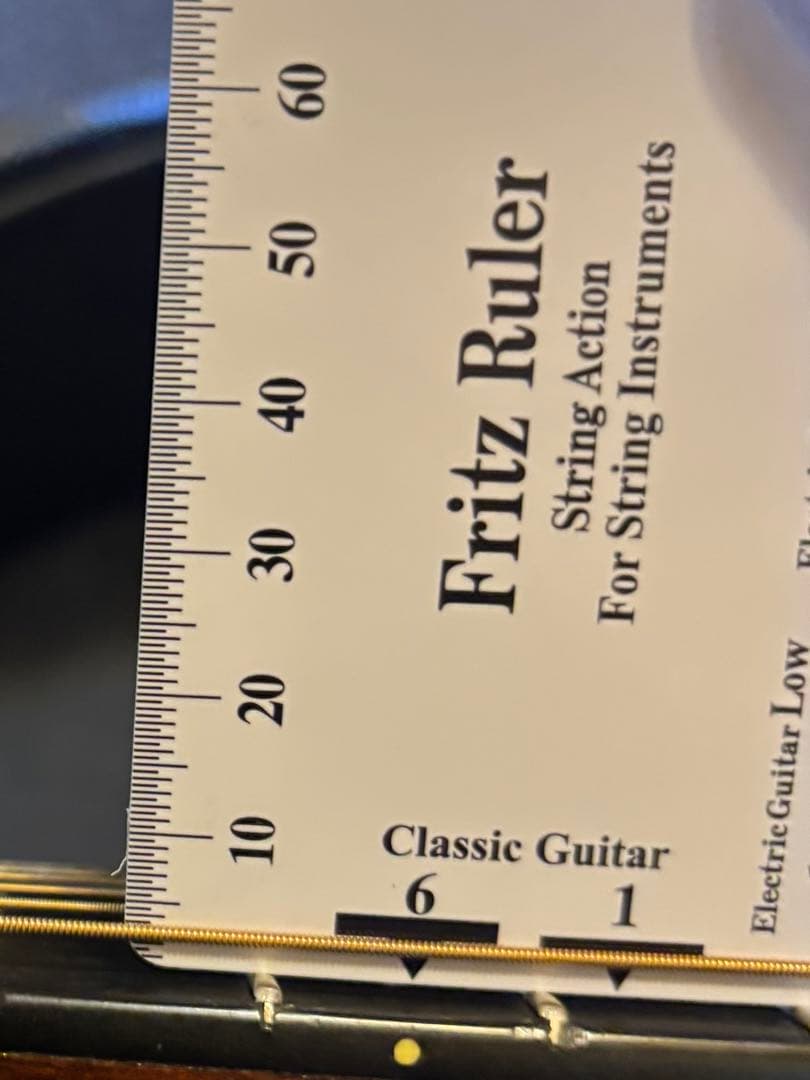 60
50
40
30
20
10
Fritz Ruler
String Action
For String Instruments
Classic Guitar
6
1
Electric Guitar Low